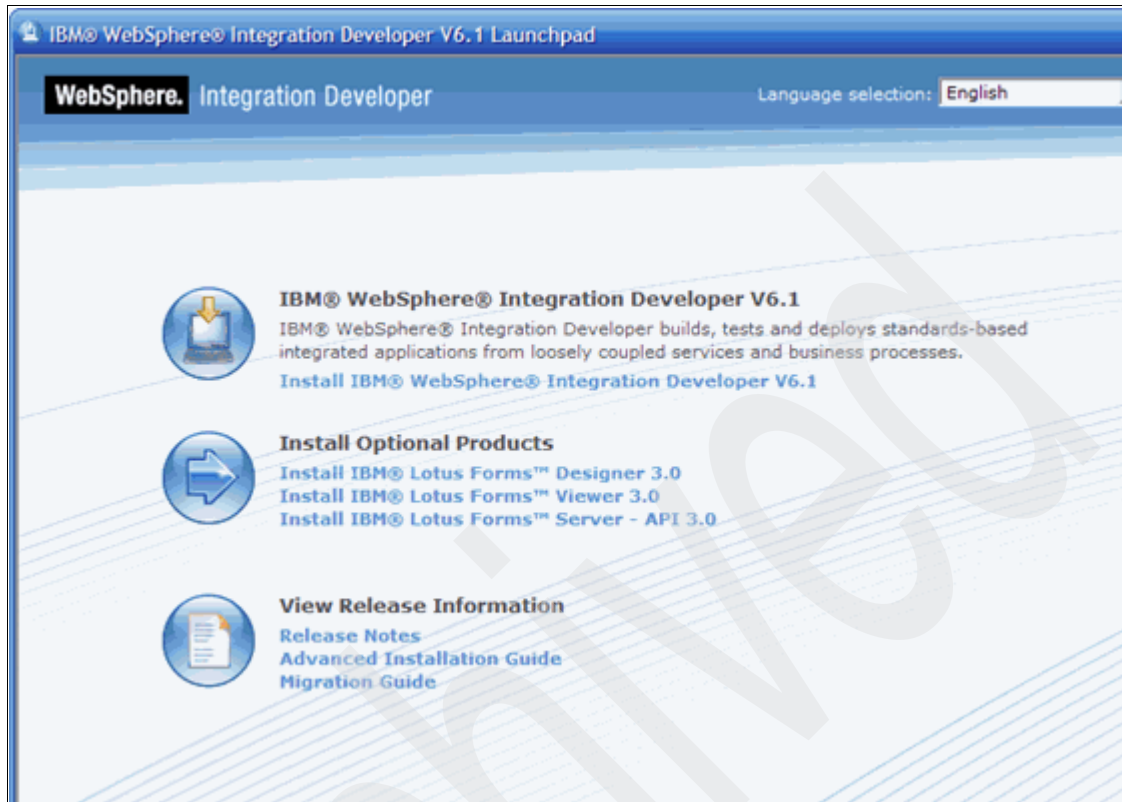 IBM® WebSphere® Integration Developer V6.1 Launchpad
WebSphere. Integration Developer
Language selection: English
IBM® WebSphere® Integration Developer V6.1
IBM® WebSphere® Integration Developer builds, tests and deploys standards-based
integrated applications from loosely coupled services and business processes.
Install IBM® WebSphere® Integration Developer V6.1
Install Optional Products
Install IBM® Lotus Forms™ Designer 3.0
Install IBM® Lotus Forms™ Viewer 3.0
Install IBM® Lotus Forms™ Server - API 3.0
View Release Information
Release Notes
Advanced Installation Guide
Migration Guide
hived